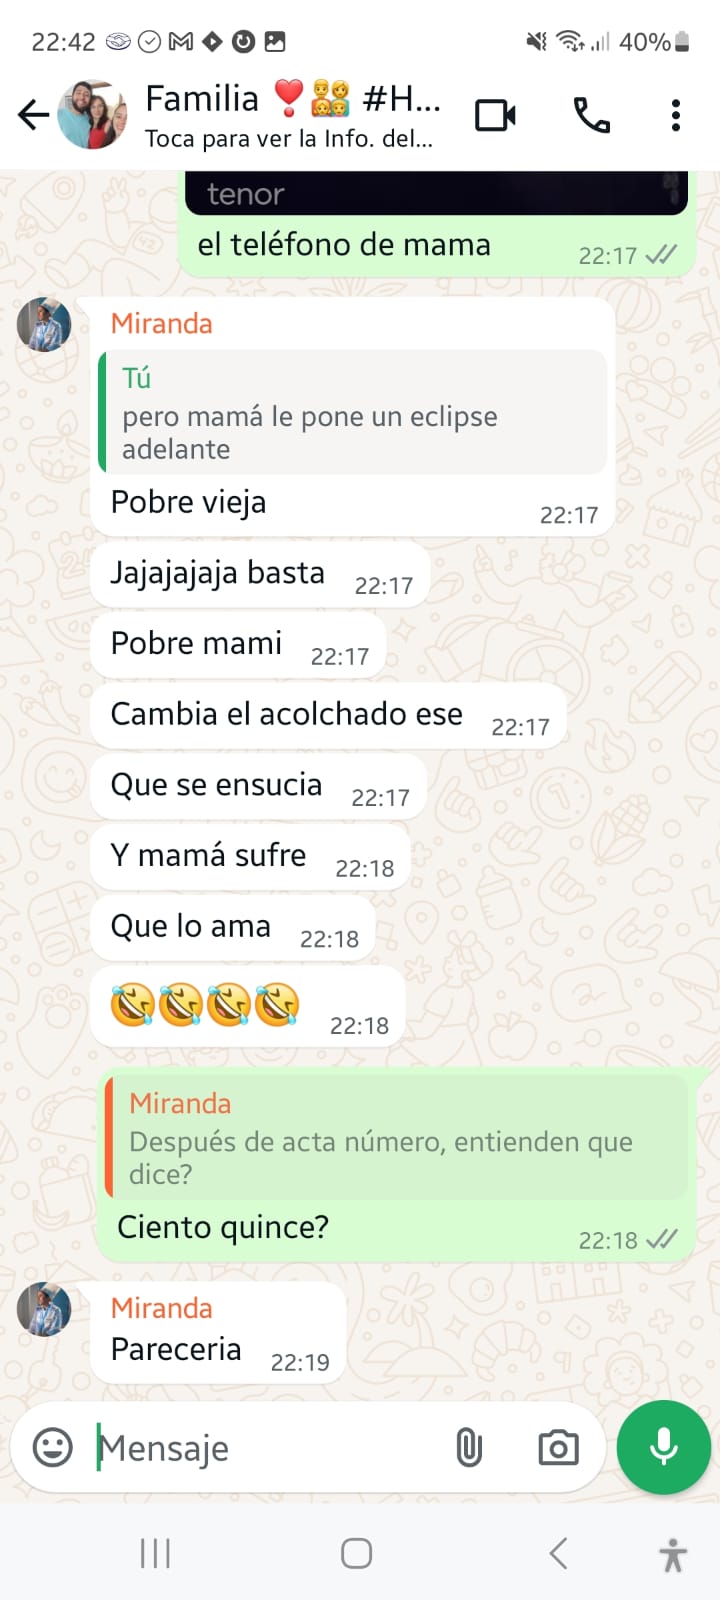 22:42
40%
Familia ❣️👨‍👩‍👧‍👦 #H...
Toca para ver la Info. del...
tenor
el teléfono de mama
22:17
Miranda
Tú
pero mamá le pone un eclipse
adelante
Pobre vieja
22:17
Jajajajaja basta
22:17
Pobre mami
22:17
Cambia el acolchado ese
22:17
Que se ensucia
22:17
Y mamá sufre
22:18
Que lo ama
22:18
🤣🤣🤣🤣
22:18
Miranda
Después de acta número, entienden que
dice?
Ciento quince?
22:18
Miranda
Pareceria
22:19
Mensaje